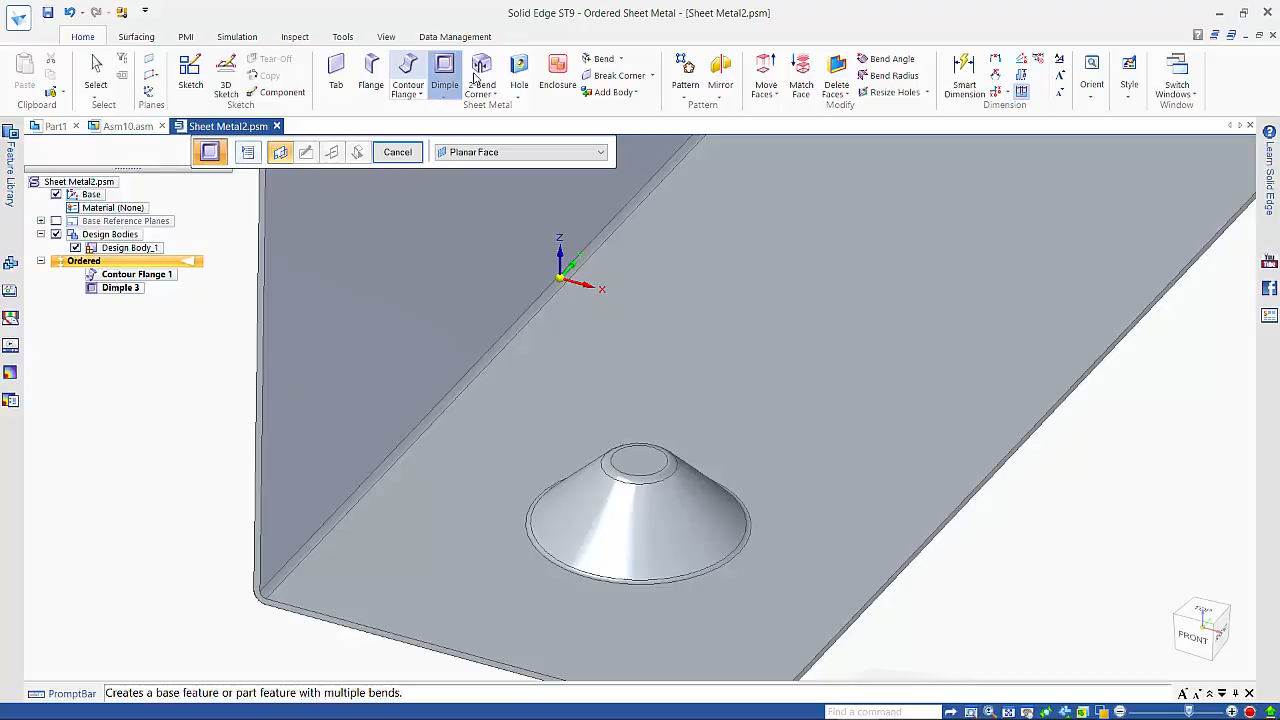 Solid Edge ST9 - Ordered Sheet Metal - [Sheet Metal2.psm]
Home Surfacing PMI Simulation Inspect Tools View Data Management
Paste
Clipboard
Select
Select
Planes
Sketch
3D Sketch
Tear-Off
Copy
Component
Sketch
Tab
Flange
Contour Flange
Dimple
2-Bend Corner
Hole
Enclosure
Bend
Break Corner
Add Body
Sheet Metal
Pattern
Mirror
Pattern
Move Faces
Match Face
Delete Faces
Bend Angle
Bend Radius
Resize Holes
Modify
Smart Dimension
Dimension
Style
Orient
Switch Windows
Window
Part1 Asm10.asm Sheet Metal2.psm
Cancel
Planar Face
Feature Library
Learn Solid Edge
You Tube
Sheet Metal2.psm
Base
Material (None)
Base Reference Planes
Design Bodies
Design Body_1
Ordered
Contour Flange 1
Dimple 3
Z
X
TOP
FRONT
PromptBar
Creates a base feature or part feature with multiple bends.
Find a command